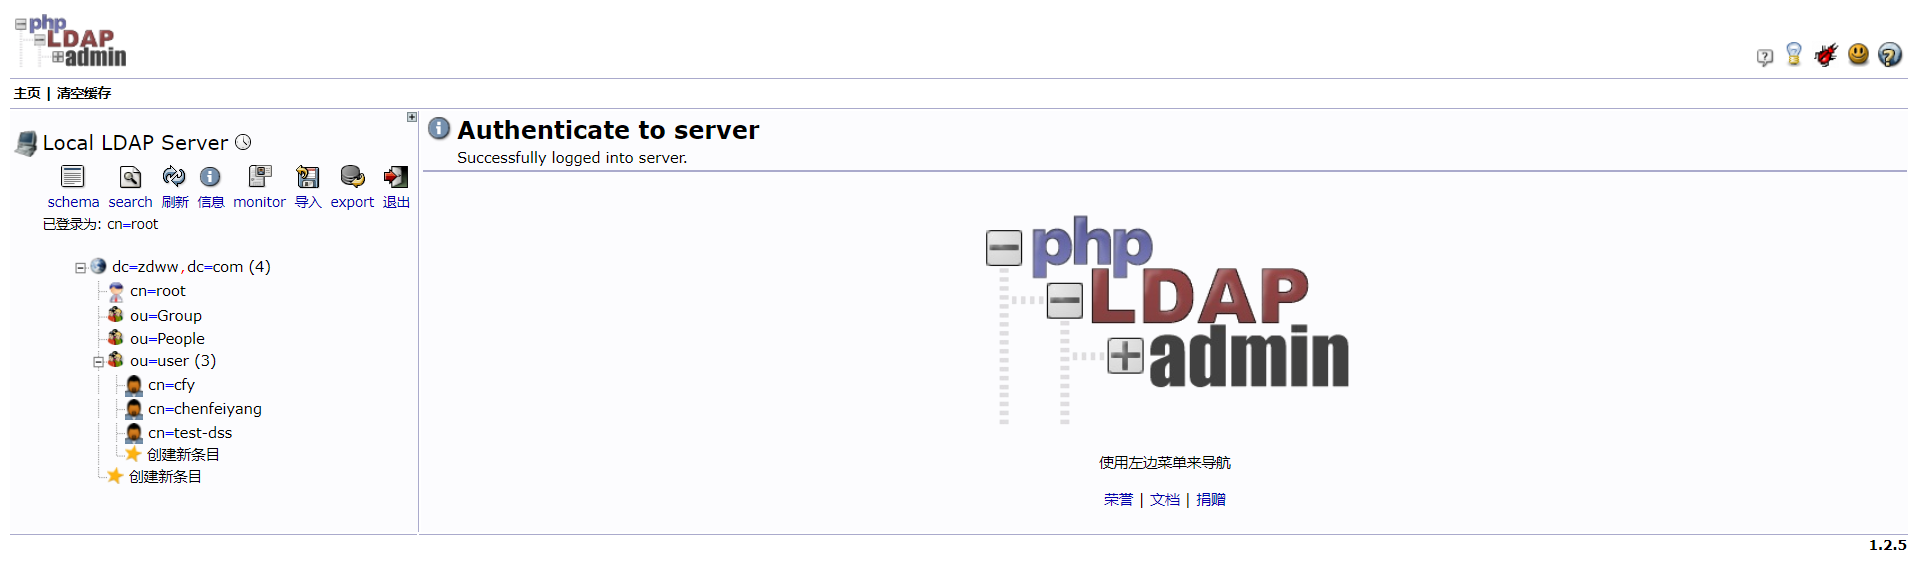 php
LDAP
admin
主页 | 清空缓存
Local LDAP Server
schema search 刷新 信息 monitor 导入 export 退出
已登录为: cn=root
dc=zdww,dc=com (4)
cn=root
ou=Group
ou=People
ou=user (3)
cn=cfy
cn=chenfeiyang
cn=test-dss
创建新条目
创建新条目
Authenticate to server
Successfully logged into server.
php
LDAP
admin
使用左边菜单来导航
荣誉 | 文档 | 捐赠
1.2.5